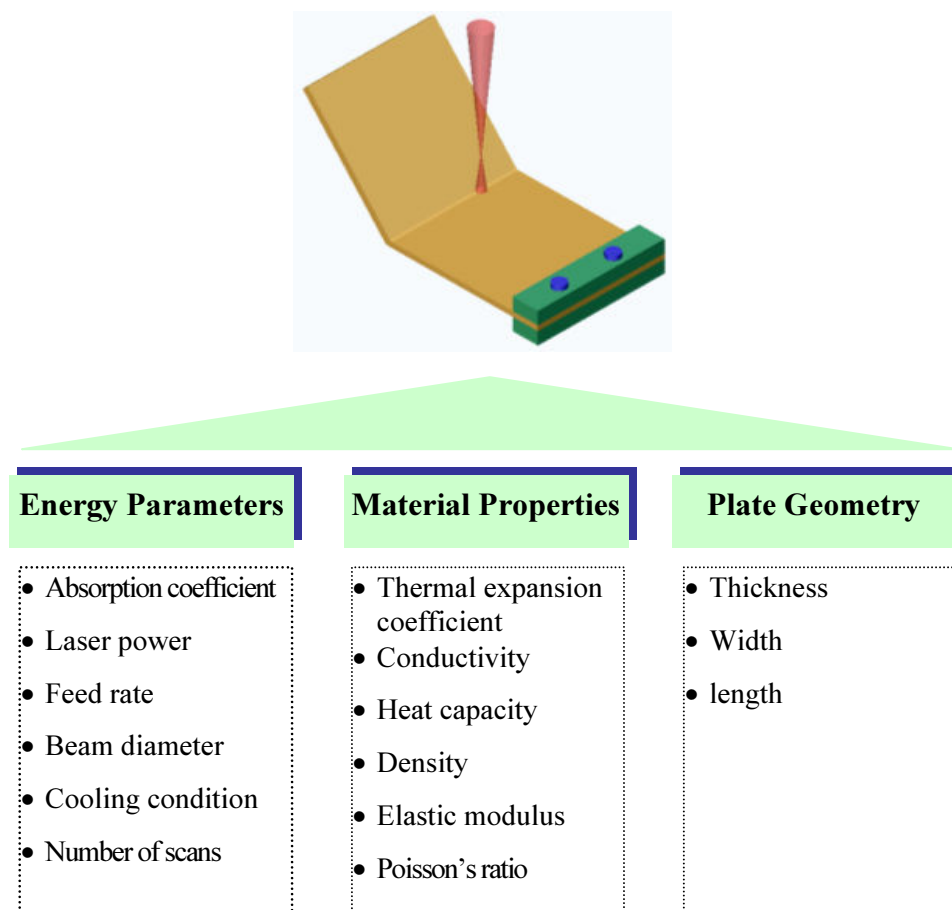 Energy Parameters
• Absorption coefficient
• Laser power
• Feed rate
• Beam diameter
• Cooling condition
• Number of scans
Material Properties
• Thermal expansion
coefficient
• Conductivity
• Heat capacity
• Density
• Elastic modulus
• Poisson’s ratio
Plate Geometry
• Thickness
• Width
• length